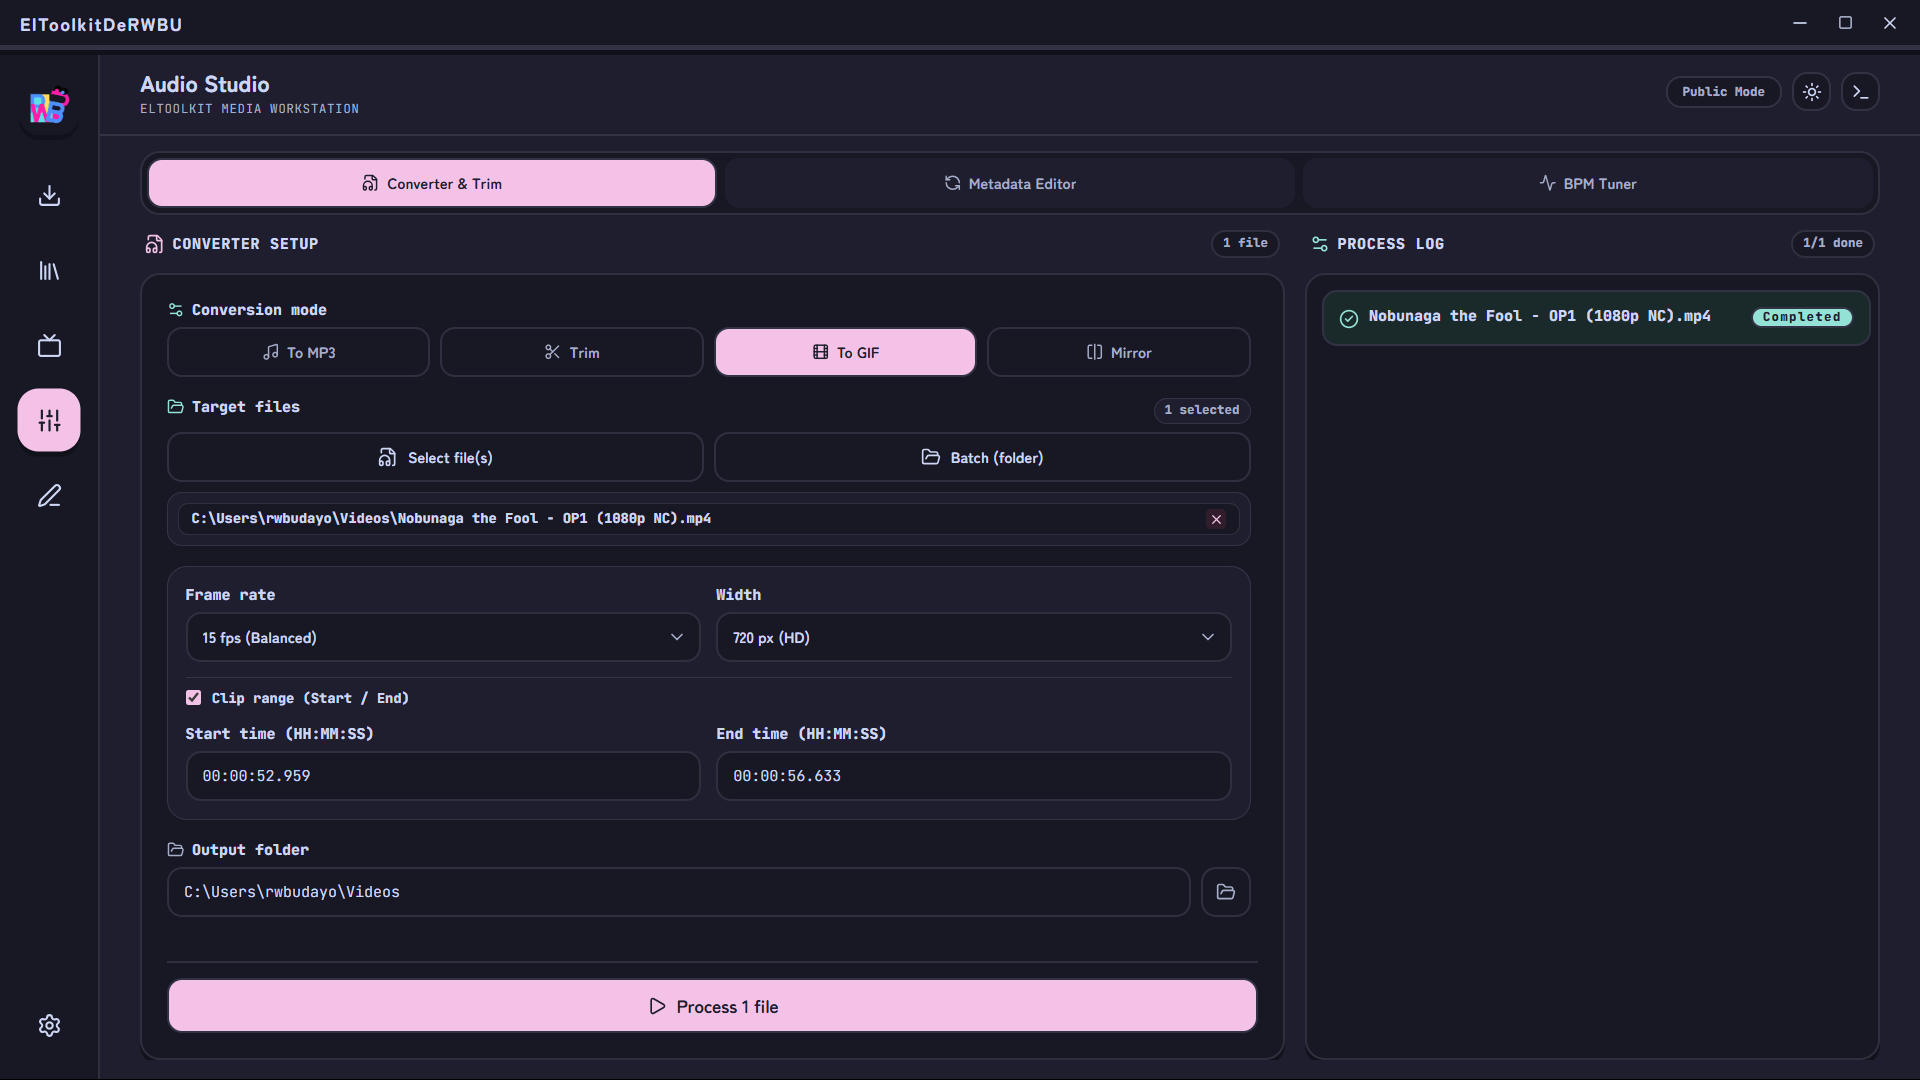 ElToolkitDeRWBU
RWB
Audio Studio
ELTOOLKIT MEDIA WORKSTATION
Public Mode
Converter & Trim
Metadata Editor
BPM Tuner
CONVERTER SETUP
1 file
PROCESS LOG
1/1 done
Conversion mode
To MP3
Trim
To GIF
Mirror
Nobunaga the Fool - OP1 (1080p NC).mp4
Completed
Target files
1 selected
Select file(s)
Batch (folder)
C:\Users\rwbudayo\Videos\Nobunaga the Fool - OP1 (1080p NC).mp4
Frame rate
Width
15 fps (Balanced)
720 px (HD)
Clip range (Start / End)
Start time (HH:MM:SS)
End time (HH:MM:SS)
00:00:52.959
00:00:56.633
Output folder
C:\Users\rwbudayo\Videos
Process 1 file